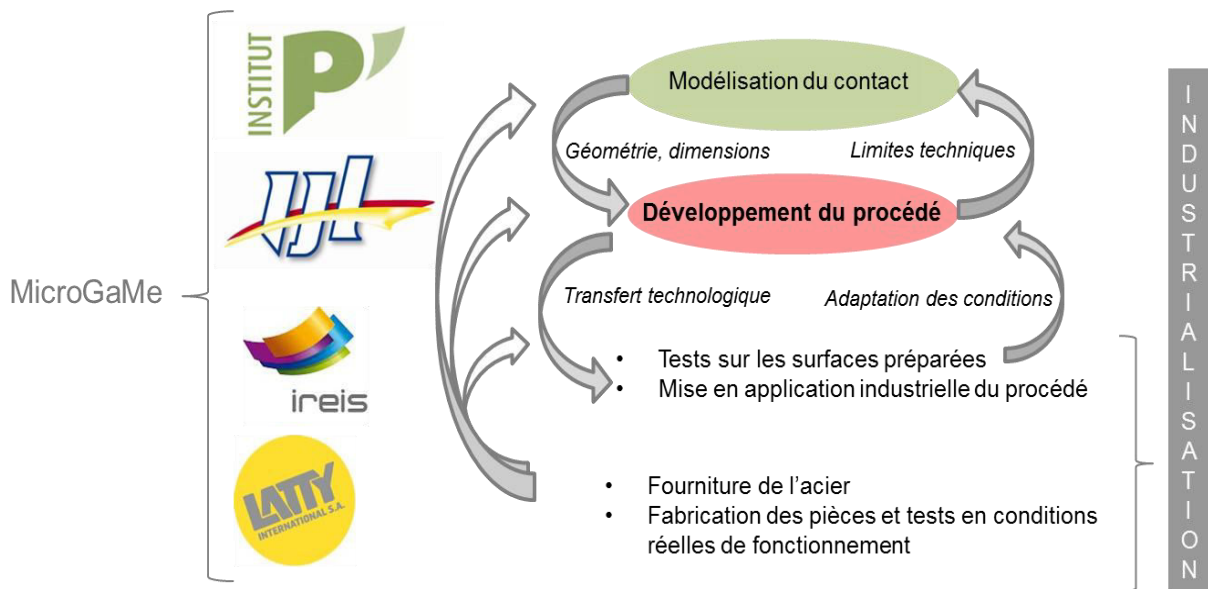 MicroGaMe
INSTITUT
P'
IJL
ireis
LATTY
INTERNATIONAL S.A.
Modélisation du contact
Géométrie, dimensions
Limites techniques
Développement du procédé
Transfert technologique
Adaptation des conditions
• Tests sur les surfaces préparées
• Mise en application industrielle du procédé
• Fourniture de l’acier
• Fabrication des pièces et tests en conditions
réelles de fonctionnement
INDUSTRIALISATION